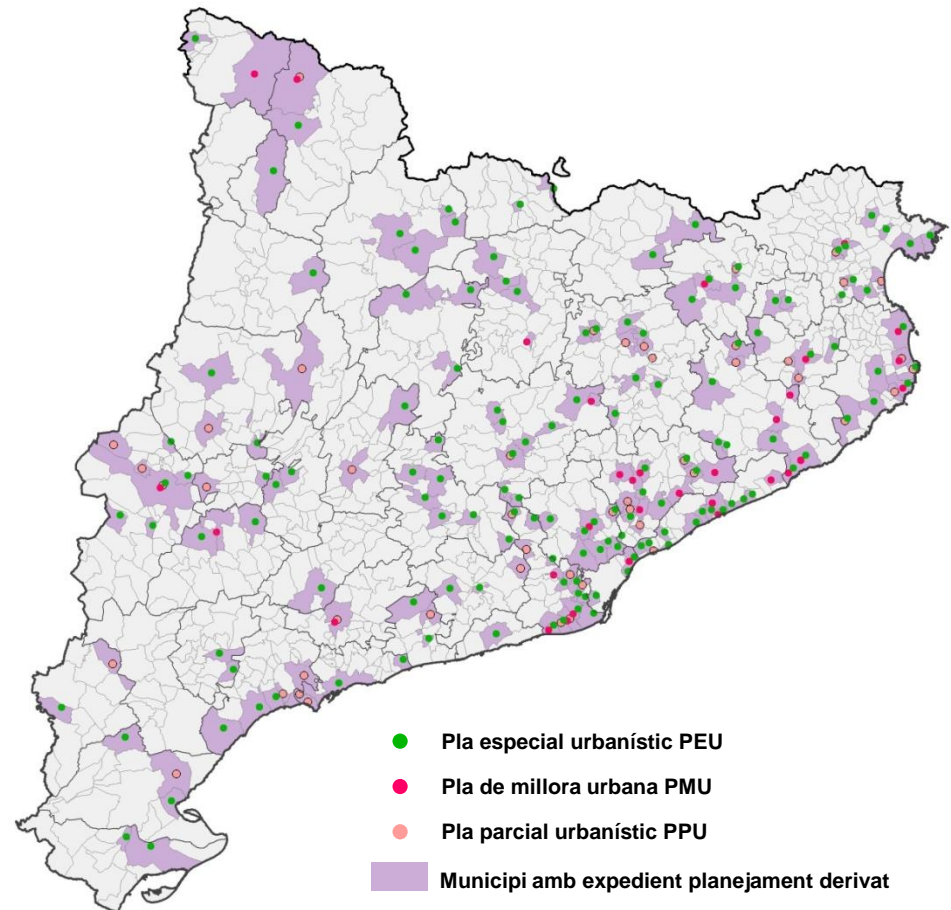 Pla especial urbanístic PEU
Pla de millora urbana PMU
Pla parcial urbanístic PPU
Municipi amb expedient planejament derivat